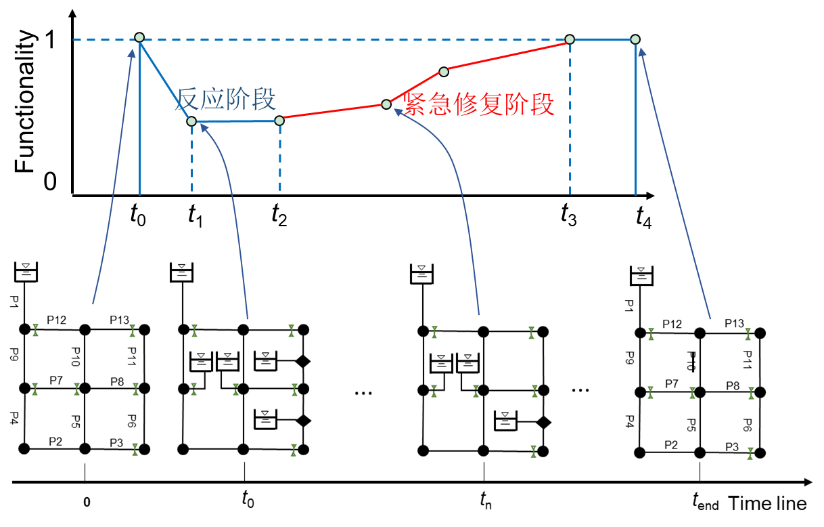 Functionality
1
0
反应阶段
紧急修复阶段
t0 t1 t2 t3 t4
P1
P12 P13
P9 P10 P11
P7 P8
P4 P5 P6
P2 P3
...
...
P1
P12 P13
P9 P10 P11
P7 P8
P4 P5 P6
P2 P3
0 t0 tn tend Time line